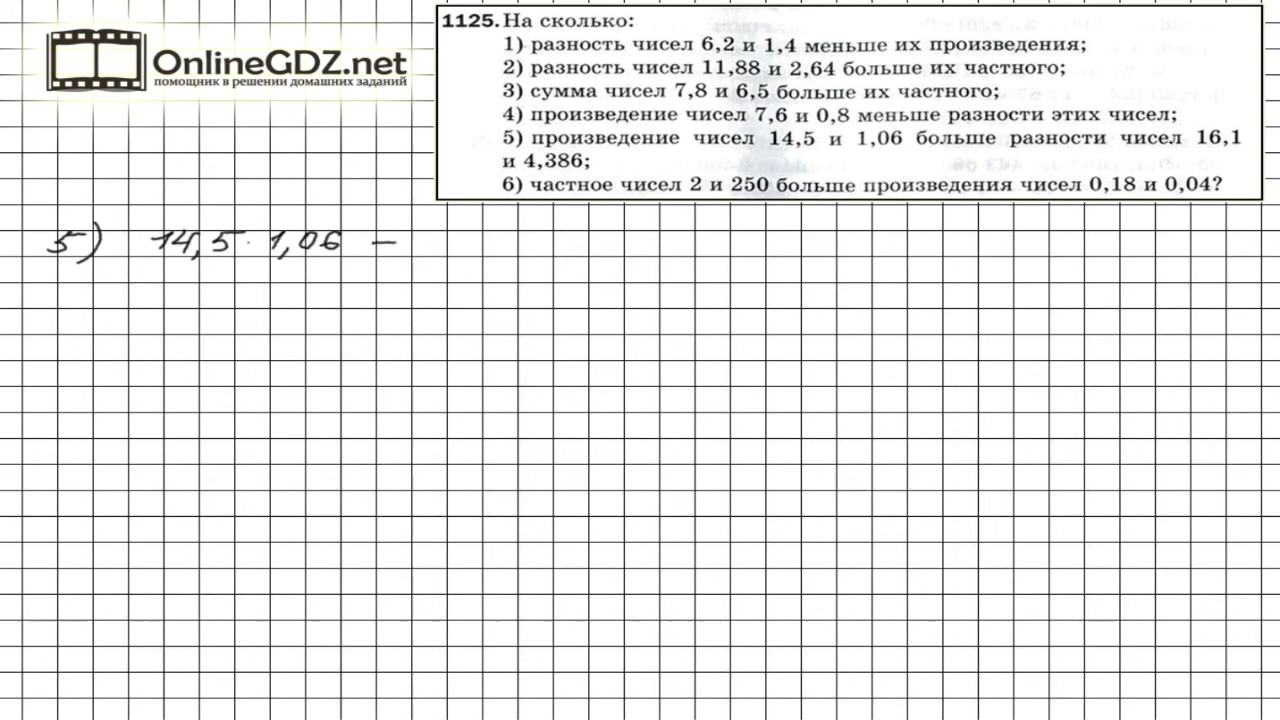 OnlineGDZ.net
помощник в решении домашних заданий
1125. На сколько:
1) разность чисел 6,2 и 1,4 меньше их произведения;
2) разность чисел 11,88 и 2,64 больше их частного;
3) сумма чисел 7,8 и 6,5 больше их частного;
4) произведение чисел 7,6 и 0,8 меньше разности этих чисел;
5) произведение чисел 14,5 и 1,06 больше разности чисел 16,1
и 4,386;
6) частное чисел 2 и 250 больше произведения чисел 0,18 и 0,04?
5) 14,5 · 1,06 —